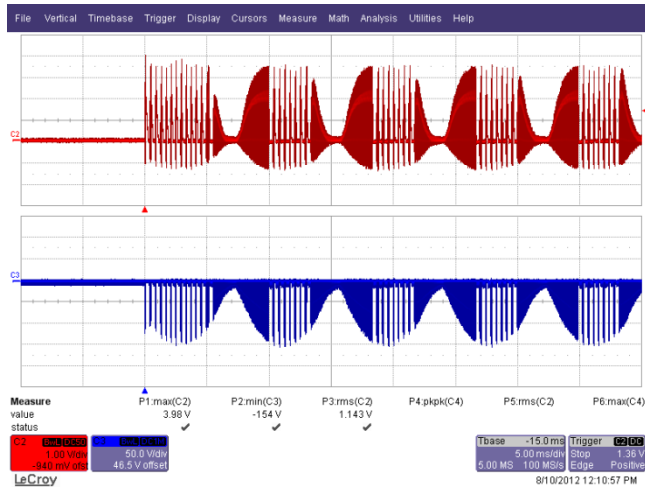 File Vertical Timebase Trigger Display Cursors Measure Math Analysis Utilities Help
C2
C3
Measure P1:max(C2) P2:min(C3) P3:rms(C2) P4:pkpk(C4) P5:rms(C2) P6:max(C4)
value 3.98 V -154 V 1.143 V
status
C2 BwL DC50
1.00 V/div
-940 mV ofst
50.0 V/div
46.5 V offset
Tbase -15.0 ms
5.00 ms/div
5.00 MS 100 MS/s
Trigger C2 DC
Stop 1.36 V
Edge Positive
LeCroy
8/10/2012 12:10:57 PM